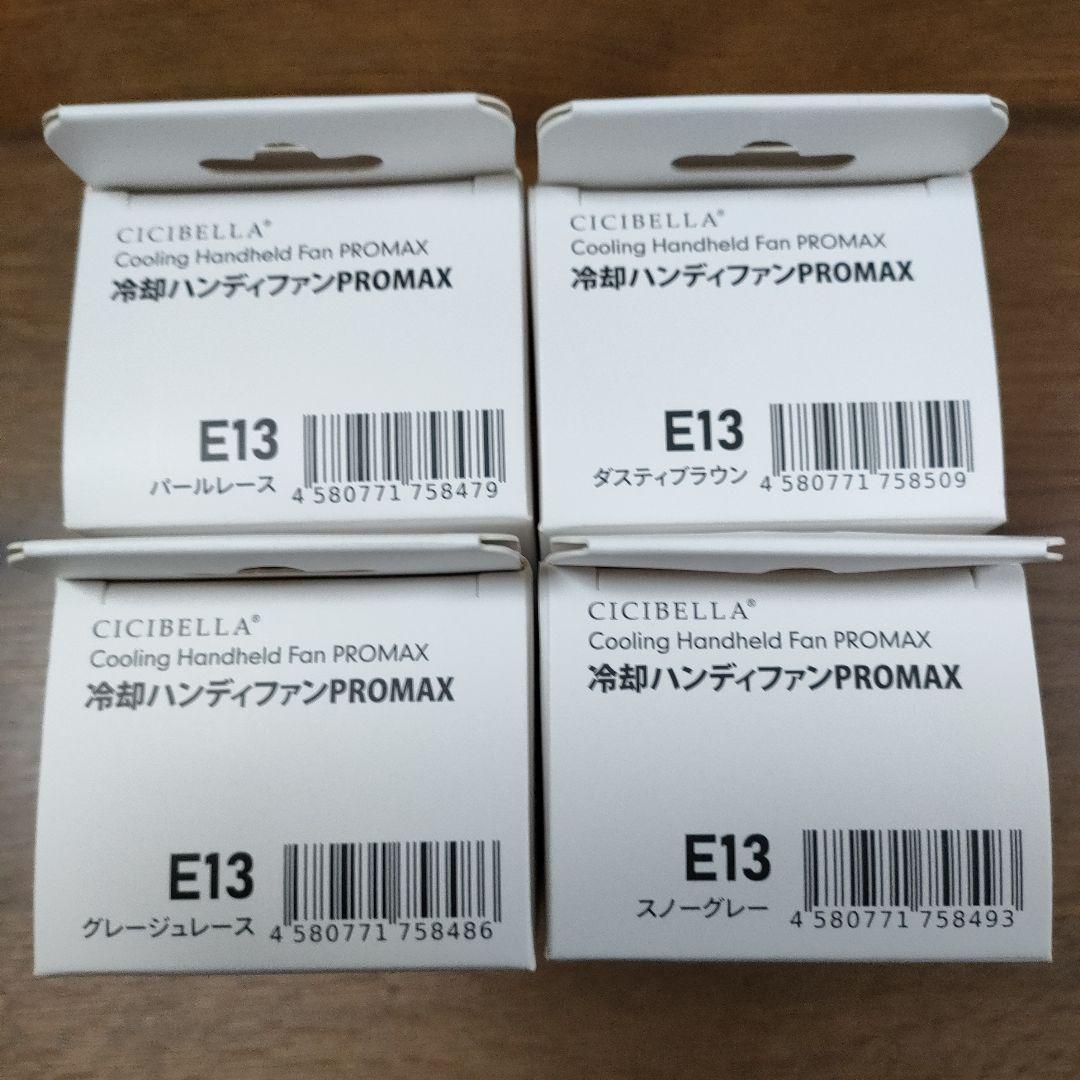 CICIBELLA®
Cooling Handheld Fan PROMAX
冷却ハンディファンPROMAX
E13
パールレース
4 580771 758479
CICIBELLA®
Cooling Handheld Fan PROMAX
冷却ハンディファンPROMAX
E13
ダスティブラウン
4 580771 758509
CICIBELLA®
Cooling Handheld Fan PROMAX
冷却ハンディファンPROMAX
E13
グレージュレース
4 580771 758486
CICIBELLA®
Cooling Handheld Fan PROMAX
冷却ハンディファンPROMAX
E13
スノーグレー
4 580771 758493